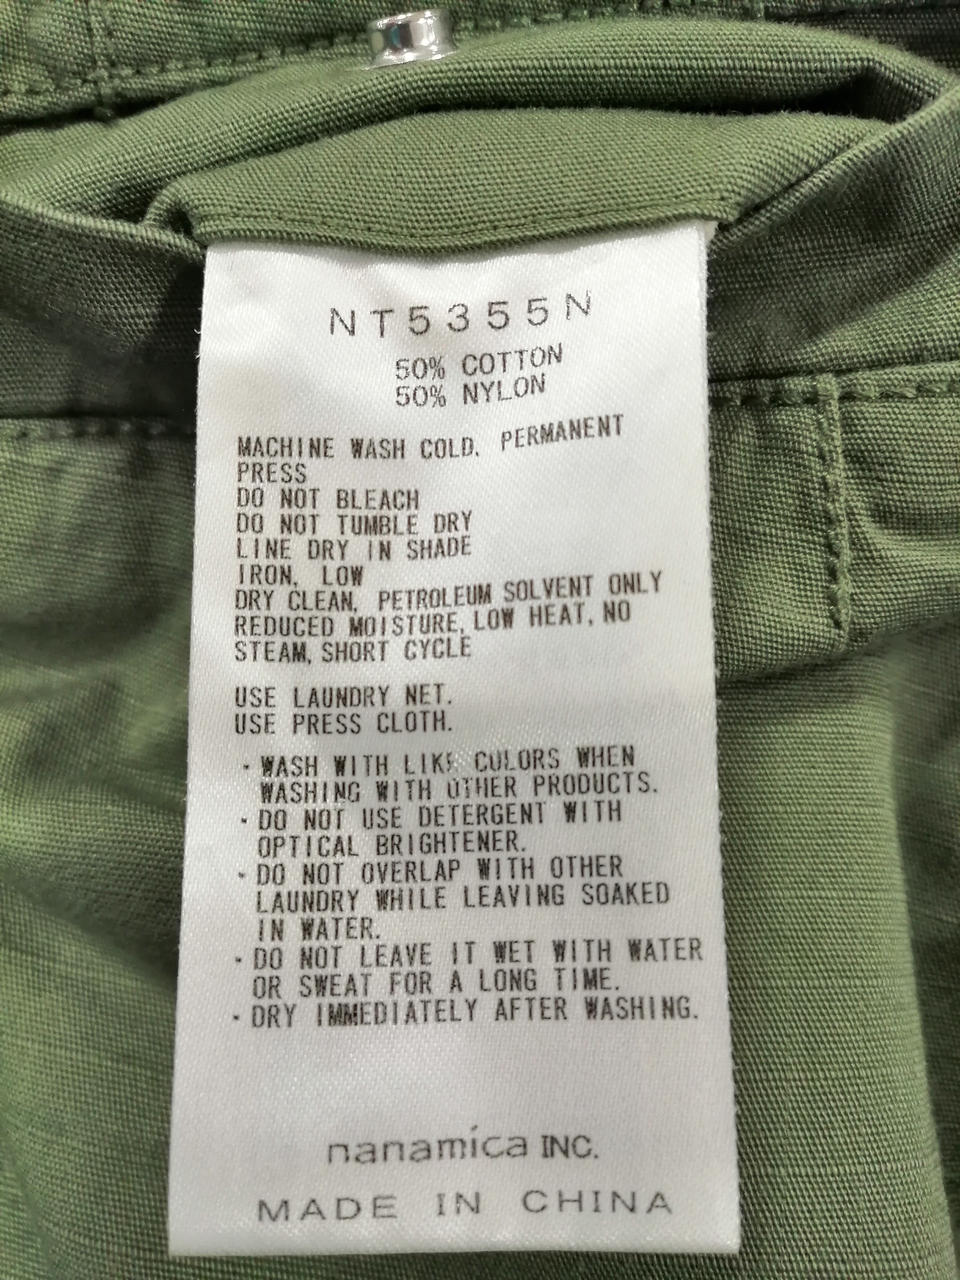 NT5355N
50% COTTON
50% NYLON
MACHINE WASH COLD, PERMANENT
PRESS
DO NOT BLEACH
DO NOT TUMBLE DRY
LINE DRY IN SHADE
IRON, LOW
DRY CLEAN, PETROLEUM SOLVENT ONLY
REDUCED MOISTURE, LOW HEAT, NO
STEAM, SHORT CYCLE
USE LAUNDRY NET.
USE PRESS CLOTH.
・WASH WITH LIKE COLORS WHEN
WASHING WITH OTHER PRODUCTS.
・DO NOT USE DETERGENT WITH
OPTICAL BRIGHTENER.
・DO NOT OVERLAP WITH OTHER
LAUNDRY WHILE LEAVING SOAKED
IN WATER.
・DO NOT LEAVE IT WET WITH WATER
OR SWEAT FOR A LONG TIME.
・DRY IMMEDIATELY AFTER WASHING.
nanamica INC.
MADE IN CHINA